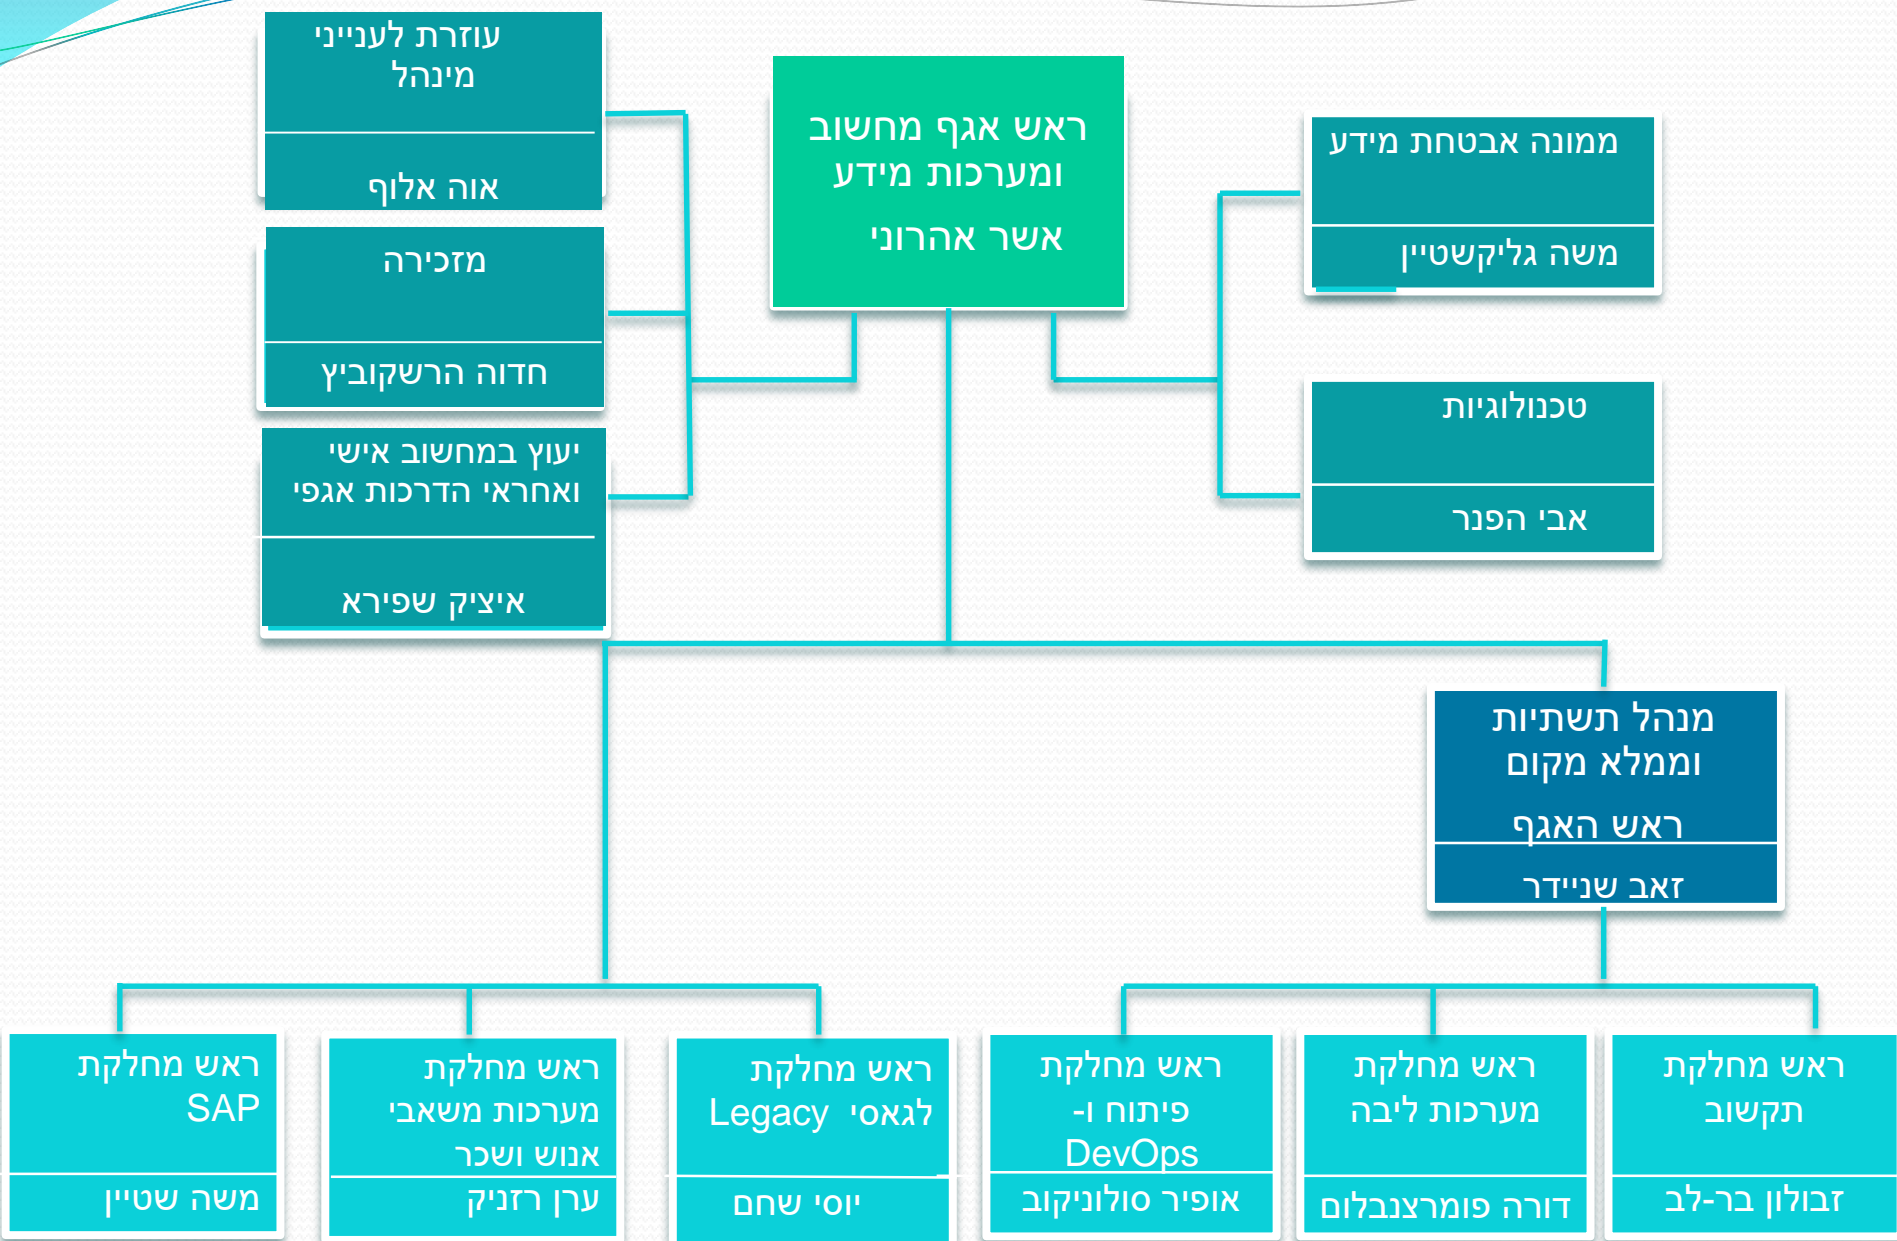 עוזרת לענייני
מינהל
אוה אלוף
ראש אגף מחשוב
ומערכות מידע
אשר אהרוני
ממונה אבטחת מידע
משה גליקשטיין
מזכירה
חדוה הרשקוביץ
טכנולוגיות
אבי הפנר
יעוץ במחשוב אישי
ואחראי הדרכות אגפי
איציק שפירא
מנהל תשתיות
וממלא מקום
ראש האגף
זאב שניידר
ראש מחלקת
תקשוב
זבולון בר-לב
ראש מחלקת
מערכות ליבה
דורה פומרצנבלום
ראש מחלקת
פיתוח ו-
DevOps
אופיר סולוניקוב
ראש מחלקת
לגאסי Legacy
יוסי שחם
ראש מחלקת
מערכות משאבי
אנוש ושכר
ערן רזניק
ראש מחלקת
SAP
משה שטיין